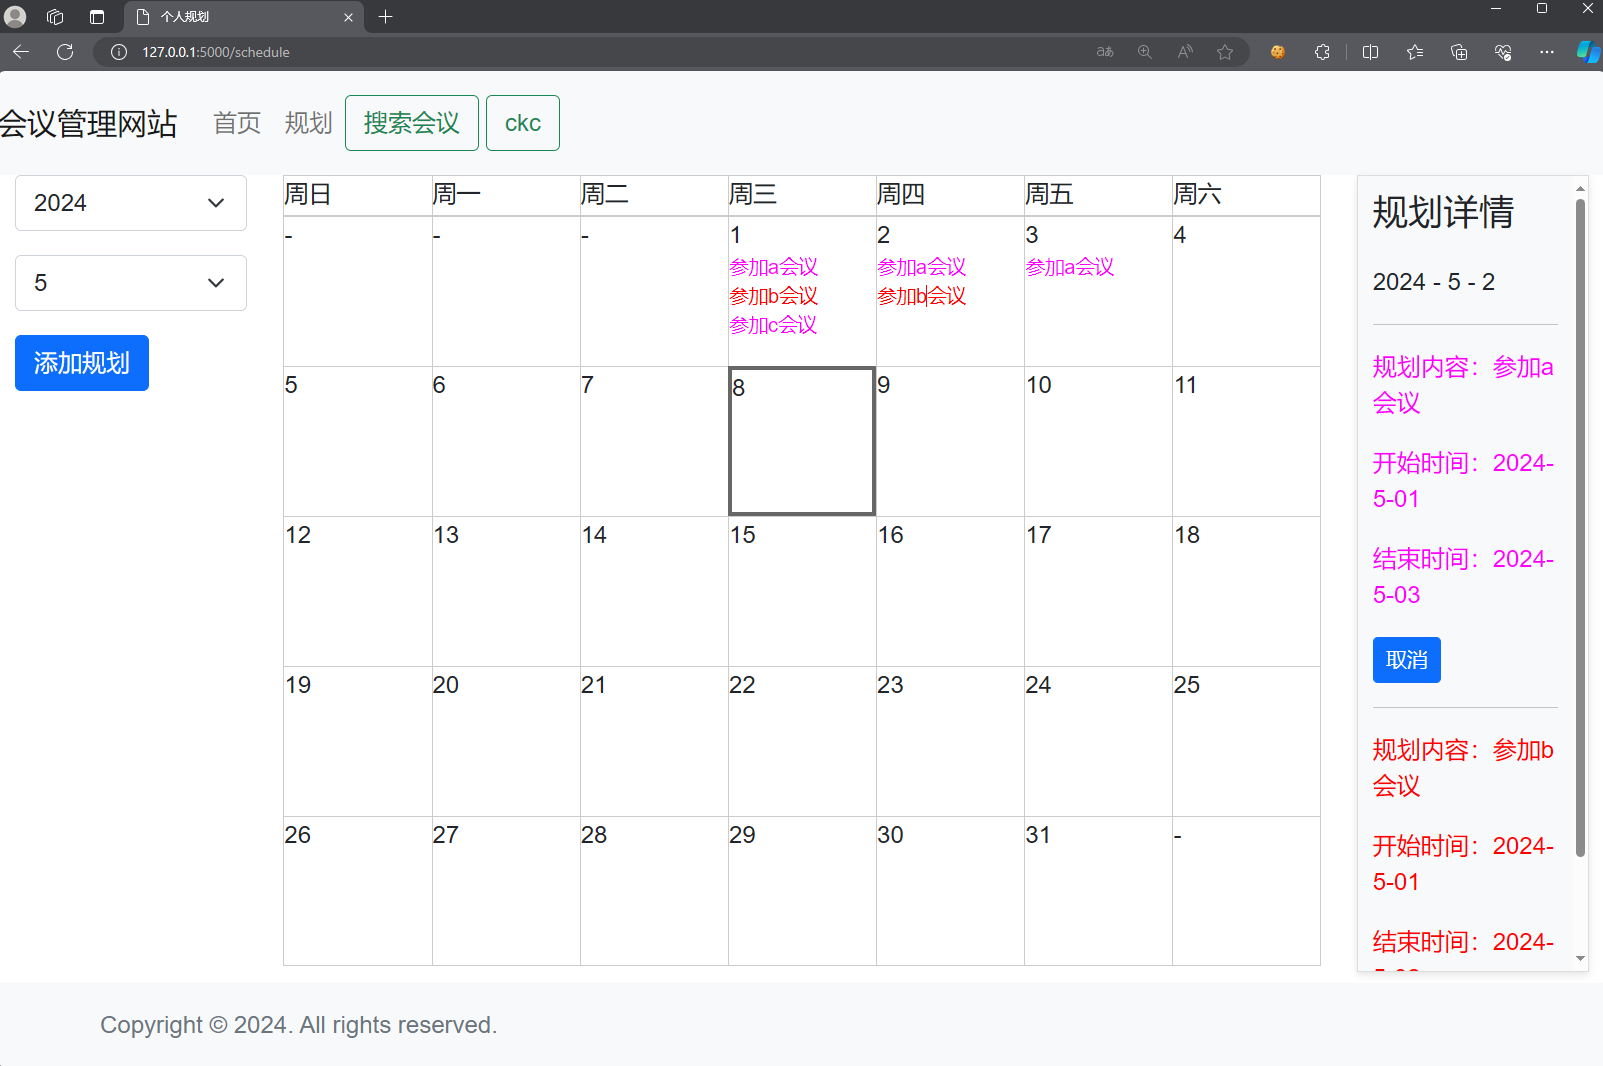 个人规划
127.0.0.1:5000/schedule
会议管理网站 首页 规划 搜索会议 ckc
2024
5
添加规划
周日 周一 周二 周三 周四 周五 周六
- - - 1 2 3 4
参加a会议 参加a会议 参加a会议
参加b会议 参加b会议
参加c会议
5 6 7 8 9 10 11
12 13 14 15 16 17 18
19 20 21 22 23 24 25
26 27 28 29 30 31 -
规划详情
2024 - 5 - 2
规划内容：参加a
会议
开始时间：2024-
5-01
结束时间：2024-
5-03
取消
规划内容：参加b
会议
开始时间：2024-
5-01
结束时间：2024-
Copyright © 2024. All rights reserved.